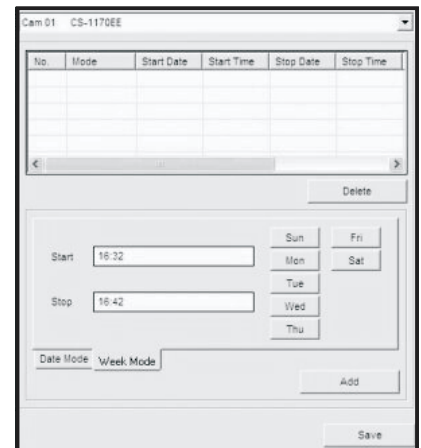 Cam 01 CS-1170EE
No. Mode Start Date Start Time Stop Date Stop Time
Delete
Start 16:32
Stop 16:42
Sun Fri
Mon Sat
Tue
Wed
Thu
Date Mode Week Mode
Add
Save